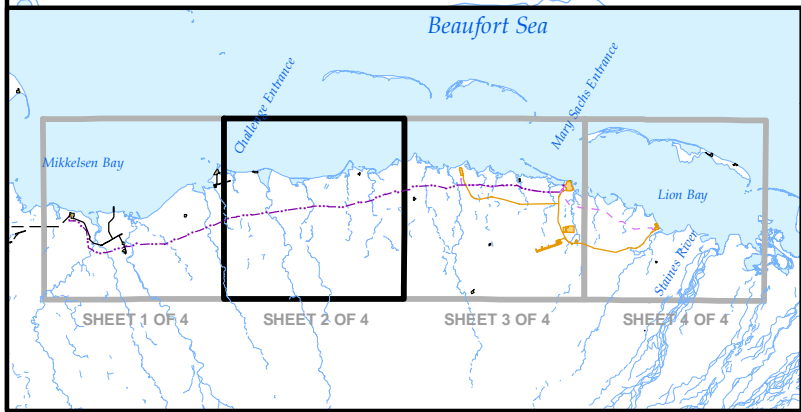 Beaufort Sea
Challenge Entrance
Mary Sachs Entrance
Mikkelsen Bay
Lion Bay
Staines River
SHEET 1 OF 4
SHEET 2 OF 4
SHEET 3 OF 4
SHEET 4 OF 4